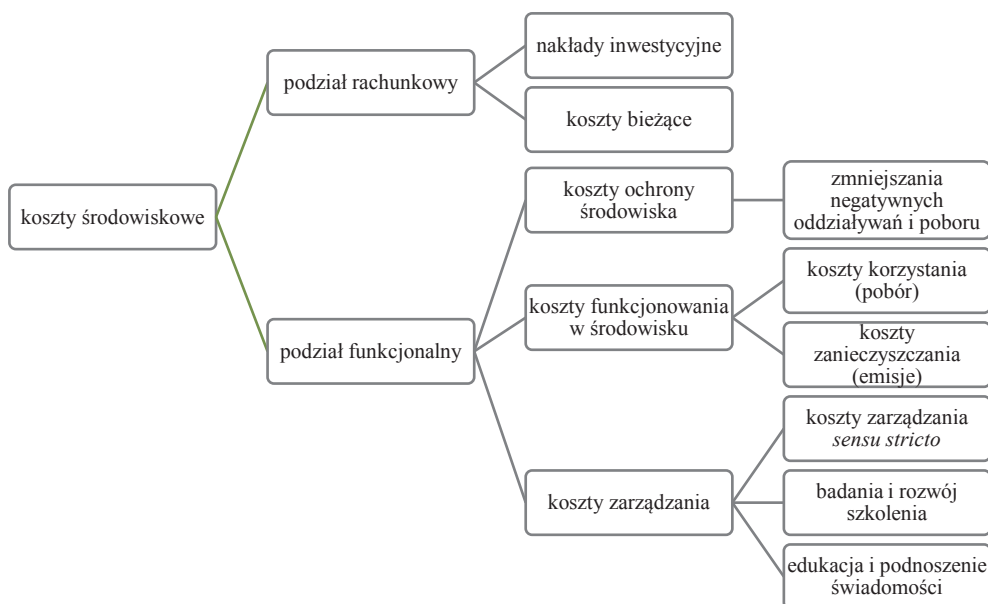 koszty środowiskowe
podział rachunkowy
nakłady inwestycyjne
koszty bieżące
podział funkcjonalny
koszty ochrony
środowiska
zmniejszania
negatywnych
oddziaływań i poboru
koszty funkcjonowania
w środowisku
koszty korzystania
(pobór)
koszty
zanieczyszczania
(emisje)
koszty zarządzania
koszty zarządzania
sensu stricto
badania i rozwój
szkolenia
edukacja i podnoszenie
świadomości